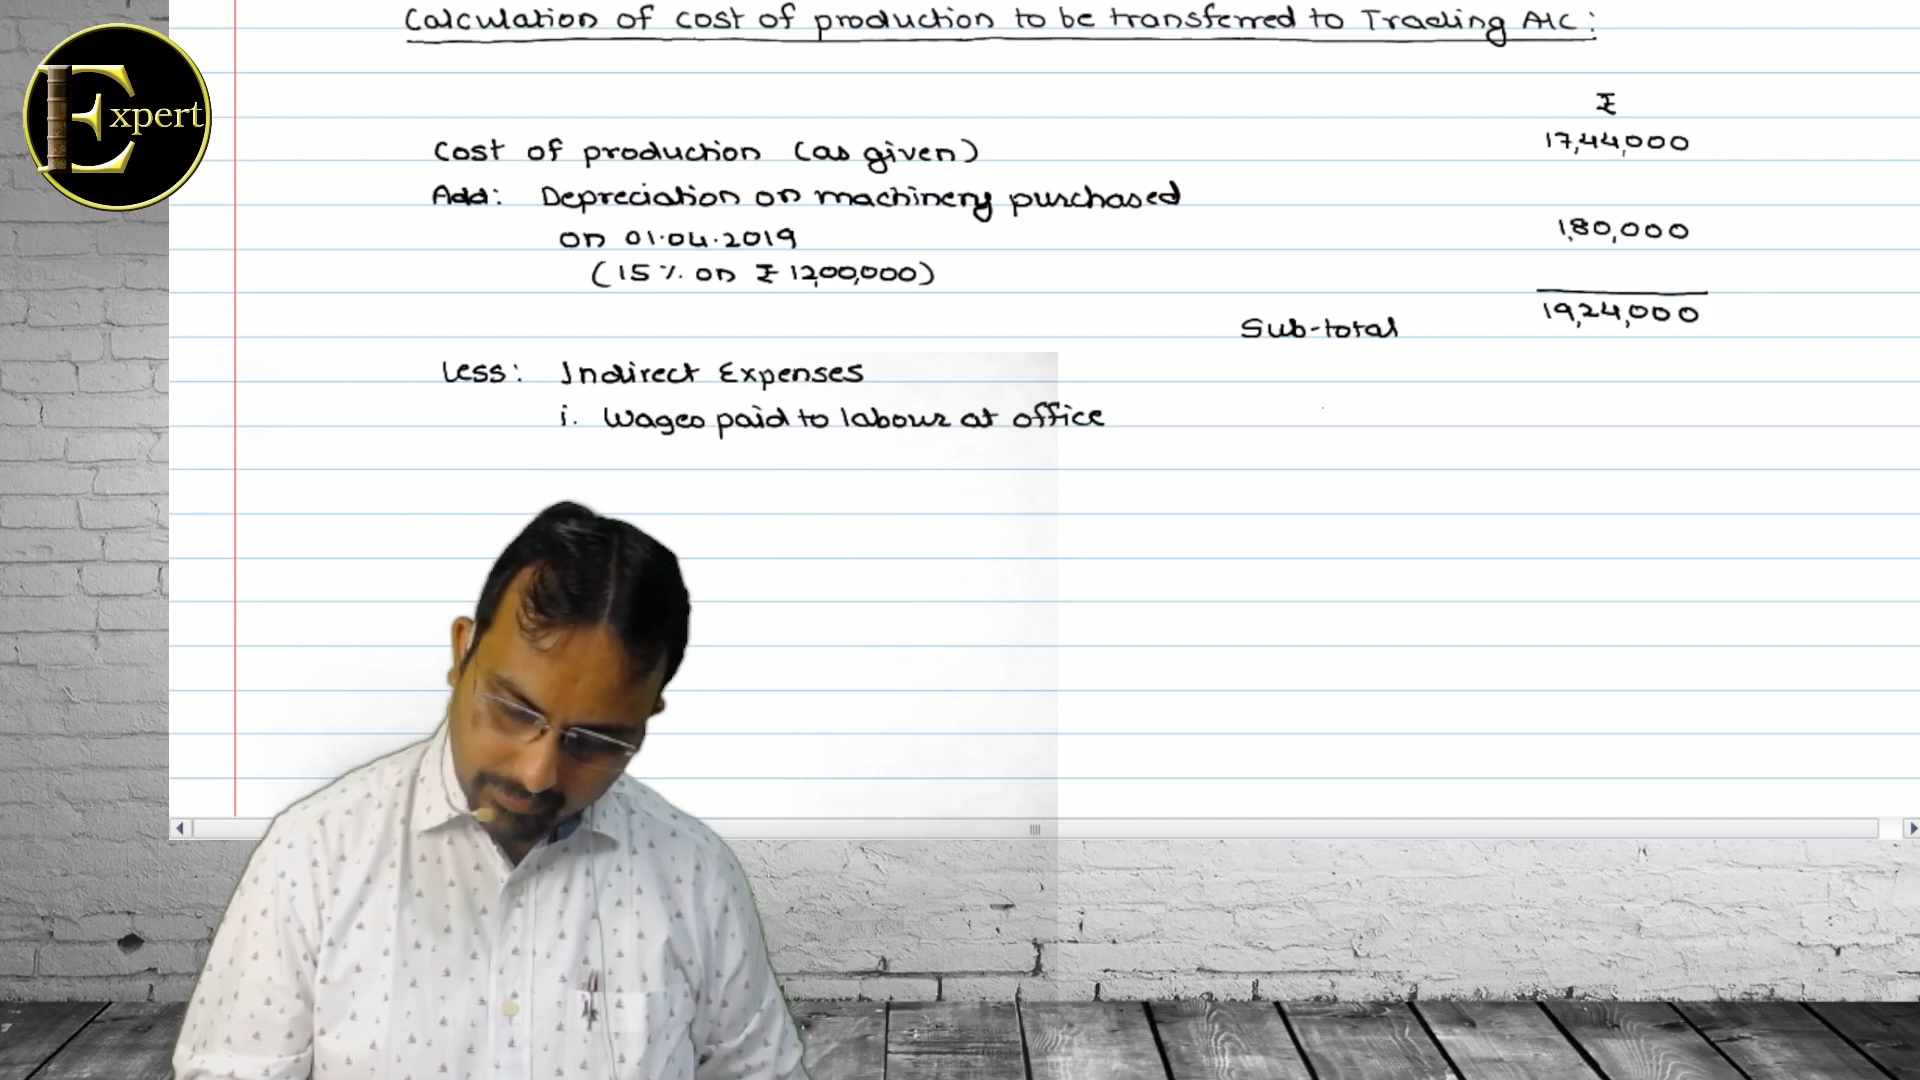 Expert
Calculation of cost of production to be transferred to Trading A/C :
₹
Cost of production (as given) 17,44,000
Add: Depreciation on machinery purchased
on 01.04.2019 1,80,000
(15 % on ₹ 12,00,000)
Sub-total 19,24,000
Less: Indirect Expenses
i. Wages paid to labour at office